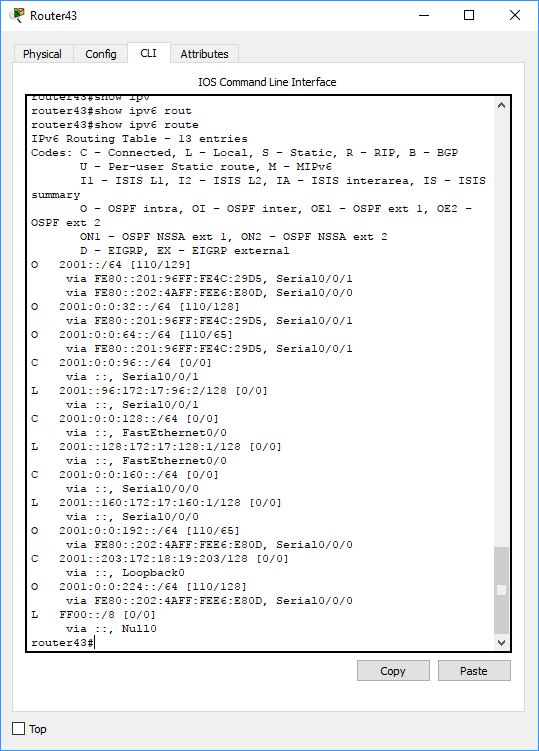 Router43
Physical Config CLI Attributes
IOS Command Line Interface
router43#show ipv
router43#show ipv6 rout
router43#show ipv6 route
IPv6 Routing Table - 13 entries
Codes: C - Connected, L - Local, S - Static, R - RIP, B - BGP
U - Per-user Static route, M - MIPv6
I1 - ISIS L1, I2 - ISIS L2, IA - ISIS interarea, IS - ISIS
summary
O - OSPF intra, OI - OSPF inter, OE1 - OSPF ext 1, OE2 -
OSPF ext 2
ON1 - OSPF NSSA ext 1, ON2 - OSPF NSSA ext 2
D - EIGRP, EX - EIGRP external
O 2001::/64 [110/129]
via FE80::201:96FF:FE4C:29D5, Serial0/0/1
via FE80::202:4AFF:FEE6:E80D, Serial0/0/0
O 2001:0:0:32::/64 [110/128]
via FE80::201:96FF:FE4C:29D5, Serial0/0/1
O 2001:0:0:64::/64 [110/65]
via FE80::201:96FF:FE4C:29D5, Serial0/0/1
C 2001:0:0:96::/64 [0/0]
via ::, Serial0/0/1
L 2001::96:172:17:96:2/128 [0/0]
via ::, Serial0/0/1
C 2001:0:0:128::/64 [0/0]
via ::, FastEthernet0/0
L 2001::128:172:17:128:1/128 [0/0]
via ::, FastEthernet0/0
C 2001:0:0:160::/64 [0/0]
via ::, Serial0/0/0
L 2001::160:172:17:160:1/128 [0/0]
via ::, Serial0/0/0
O 2001:0:0:192::/64 [110/65]
via FE80::202:4AFF:FEE6:E80D, Serial0/0/0
C 2001::203:172:18:19:203/128 [0/0]
via ::, Loopback0
O 2001:0:0:224::/64 [110/128]
via FE80::202:4AFF:FEE6:E80D, Serial0/0/0
L FF00::/8 [0/0]
via ::, Null0
router43#
Copy Paste
Top